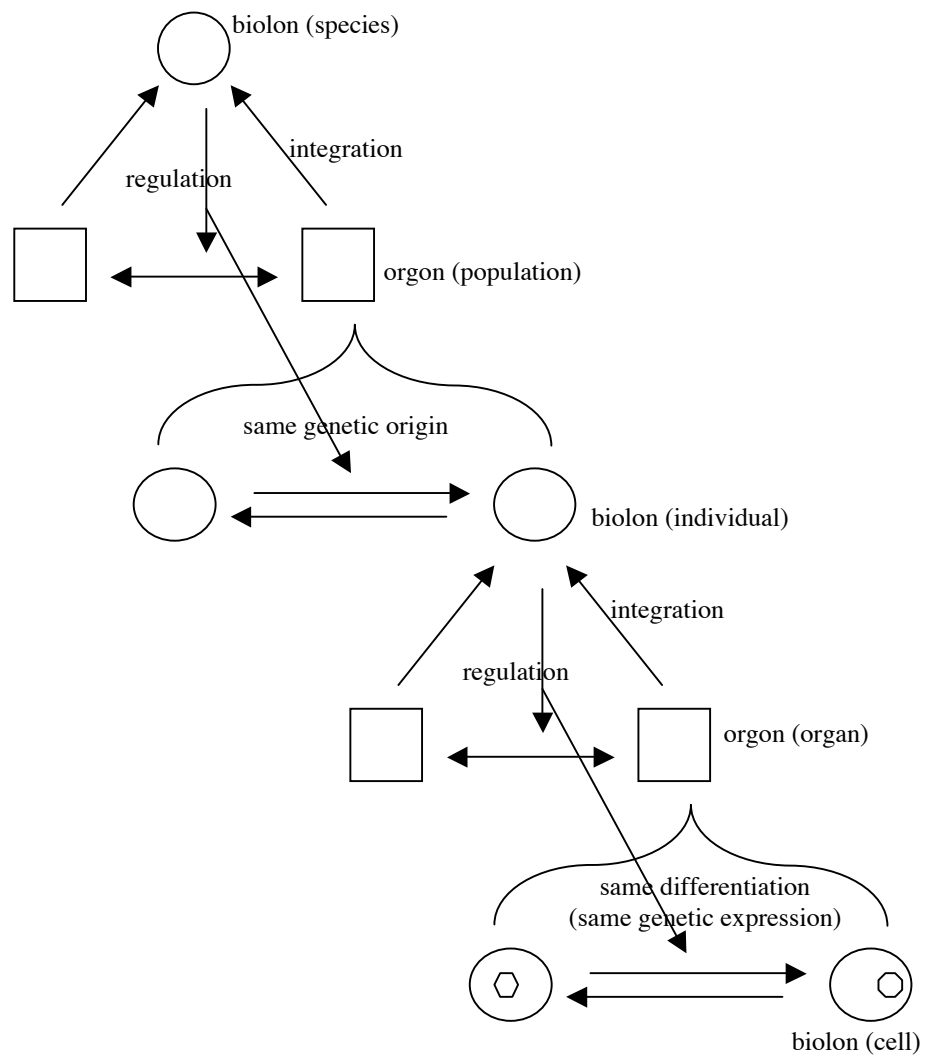 biolon (species)
integration
regulation
orgon (population)
same genetic origin
biolon (individual)
integration
regulation
orgon (organ)
same differentiation
(same genetic expression)
biolon (cell)